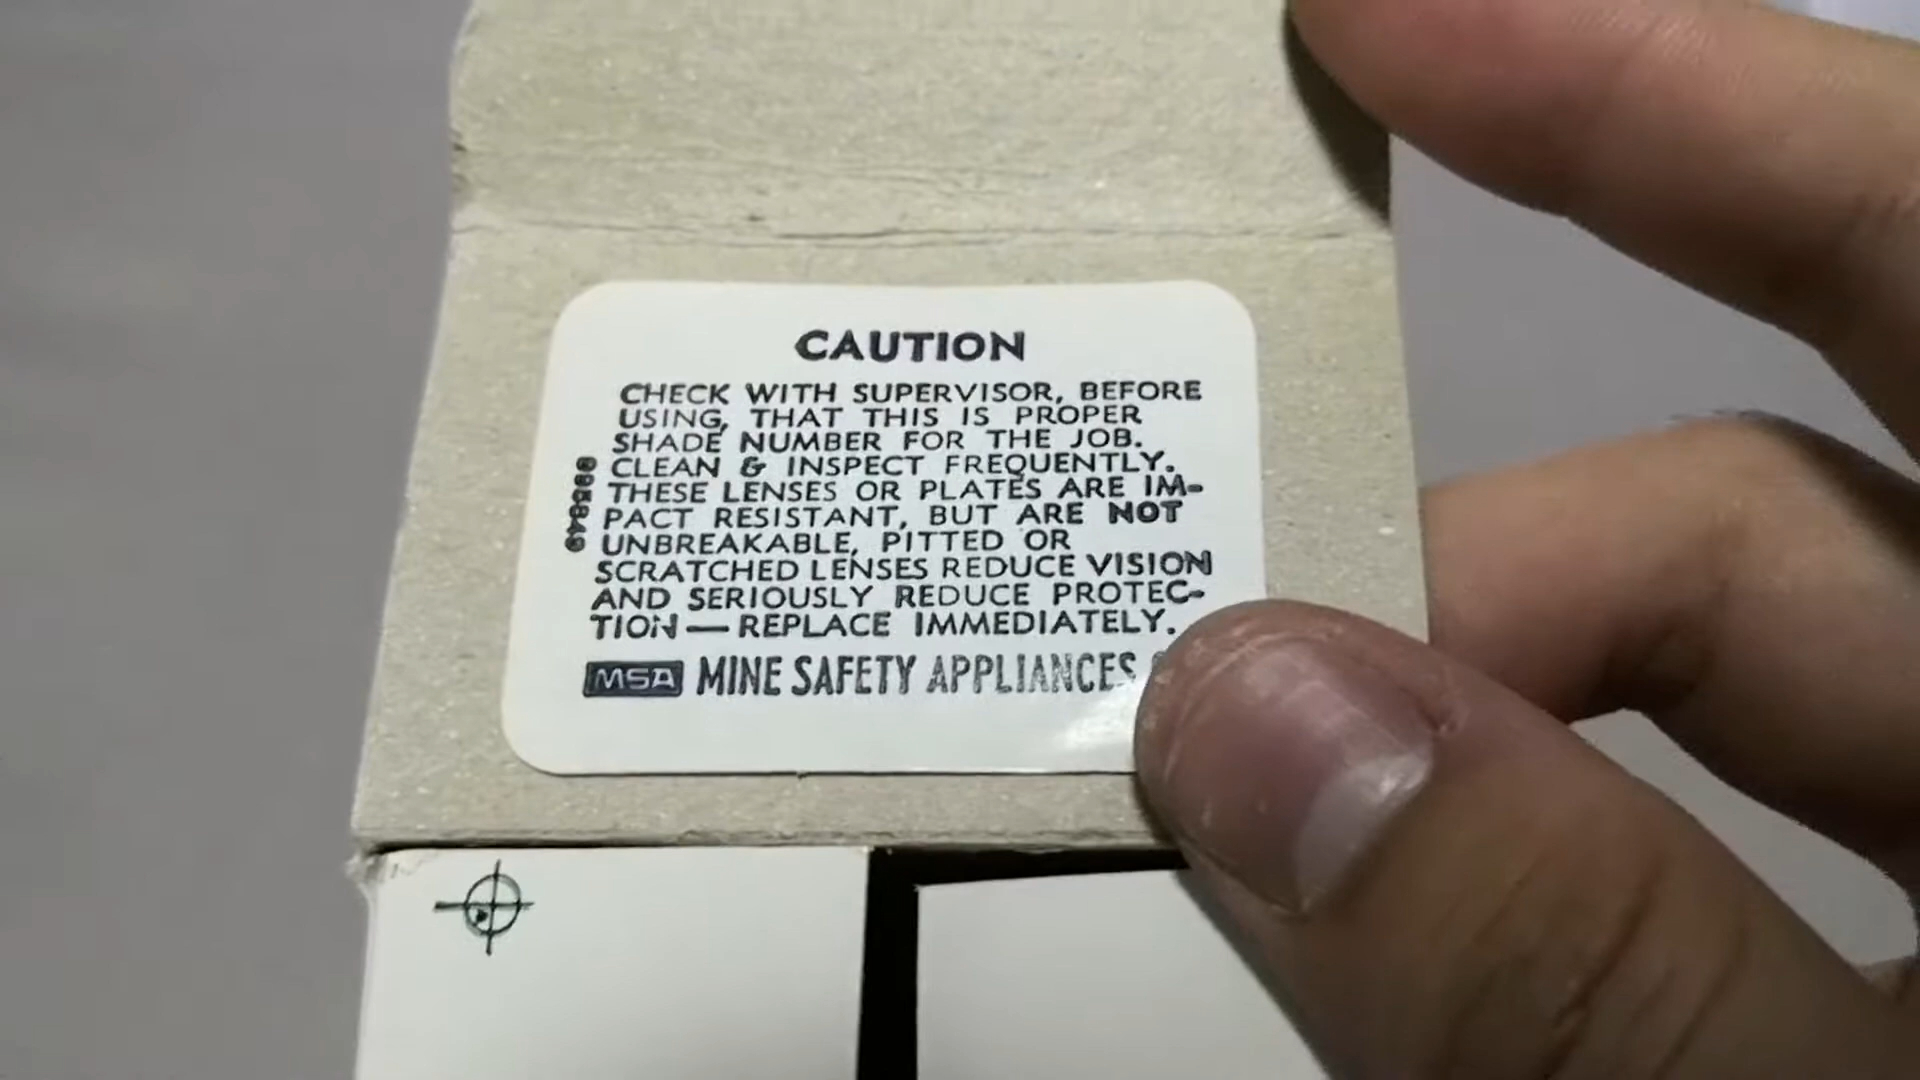 CAUTION
CHECK WITH SUPERVISOR, BEFORE
USING, THAT THIS IS PROPER
SHADE NUMBER FOR THE JOB.
CLEAN & INSPECT FREQUENTLY.
THESE LENSES OR PLATES ARE IM-
PACT RESISTANT, BUT ARE NOT
UNBREAKABLE, PITTED OR
SCRATCHED LENSES REDUCE VISION
AND SERIOUSLY REDUCE PROTEC-
TION — REPLACE IMMEDIATELY.
MSA MINE SAFETY APPLIANCES